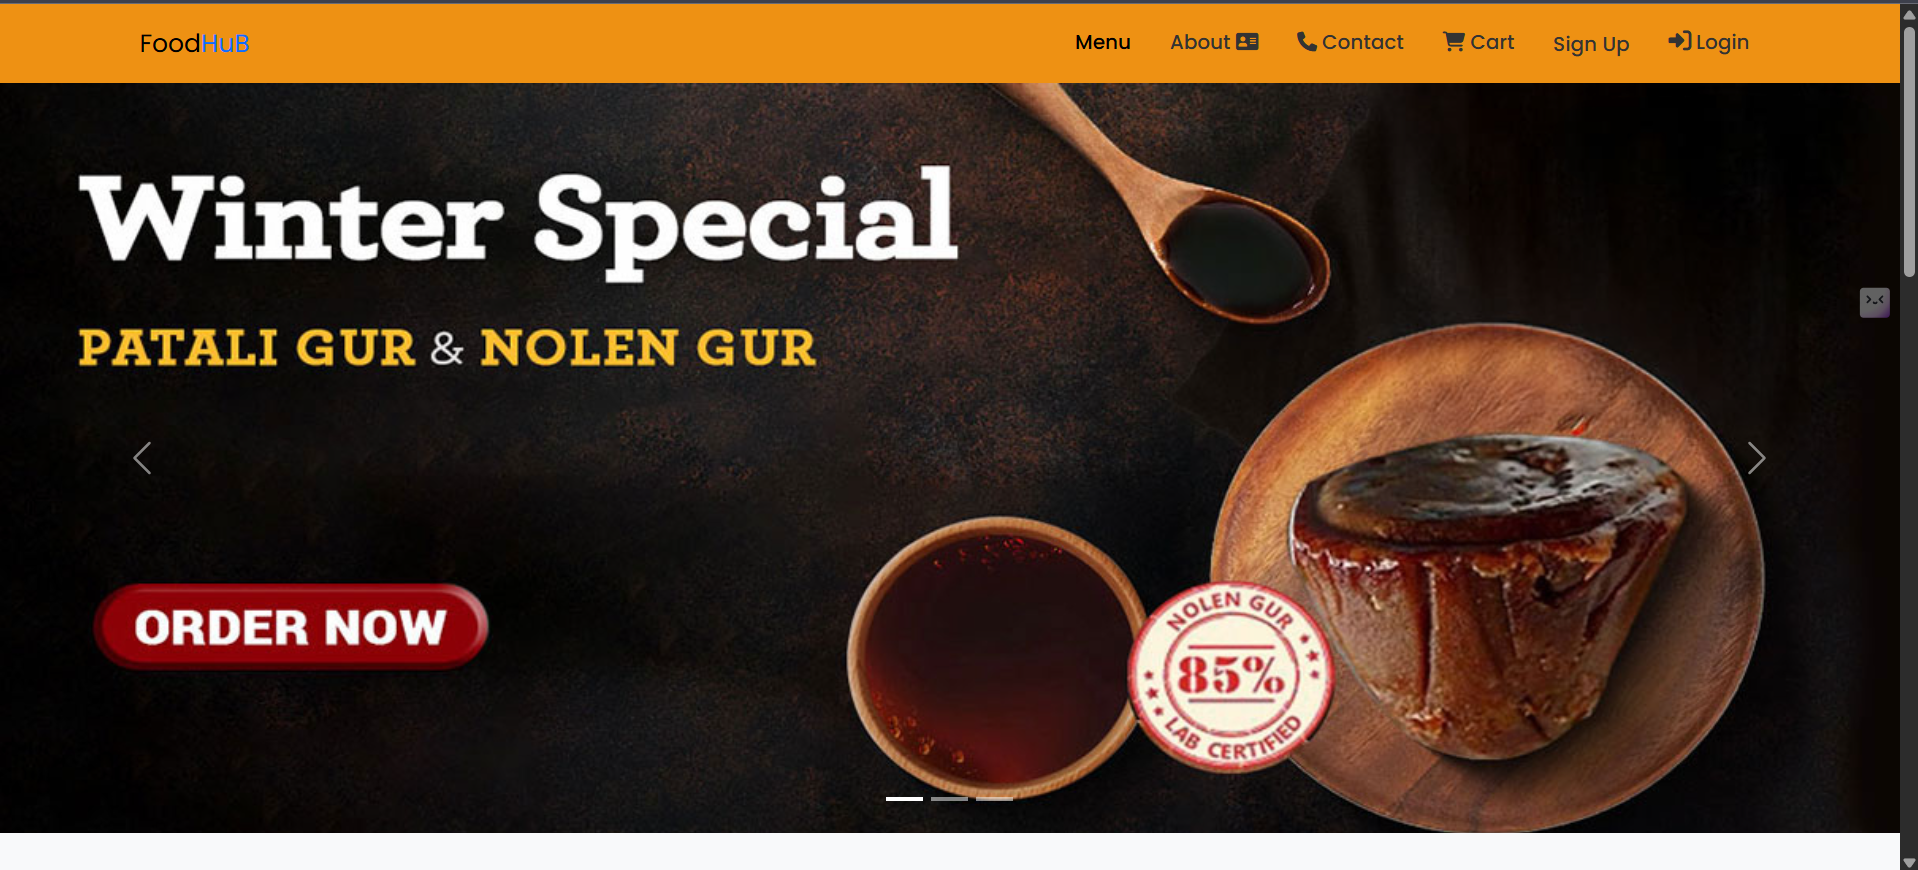 FoodHuB
Menu
About
Contact
Cart
Sign Up
Login
Winter Special
PATALI GUR & NOLEN GUR
ORDER NOW
NOLEN GUR
85%
LAB CERTIFIED